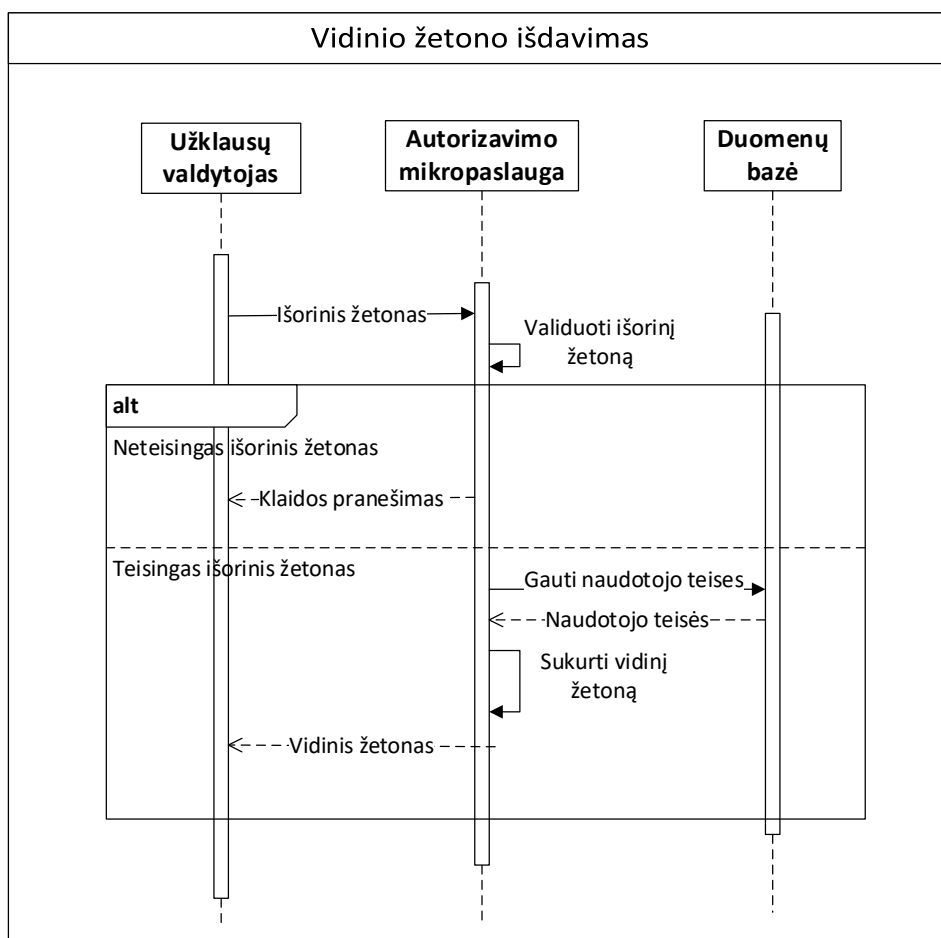 Vidinio žetono išdavimas
Užklausų
valdytojas
Autorizavimo
mikropaslauga
Duomenų
bazė
Išorinis žetonas
Validuoti išorinį
žetoną
alt
Neteisingas išorinis žetonas
Klaidos pranešimas
Teisingas išorinis žetonas
Gauti naudotojo teises
Naudotojo teisės
Sukurti vidinį
žetoną
Vidinis žetonas